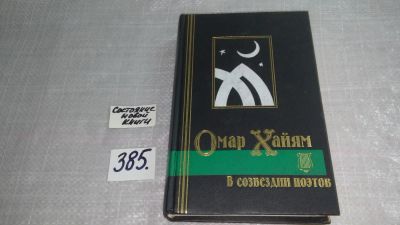 Состояние
новой
книги
385.
Омар Хайям
В созвездии поэтов